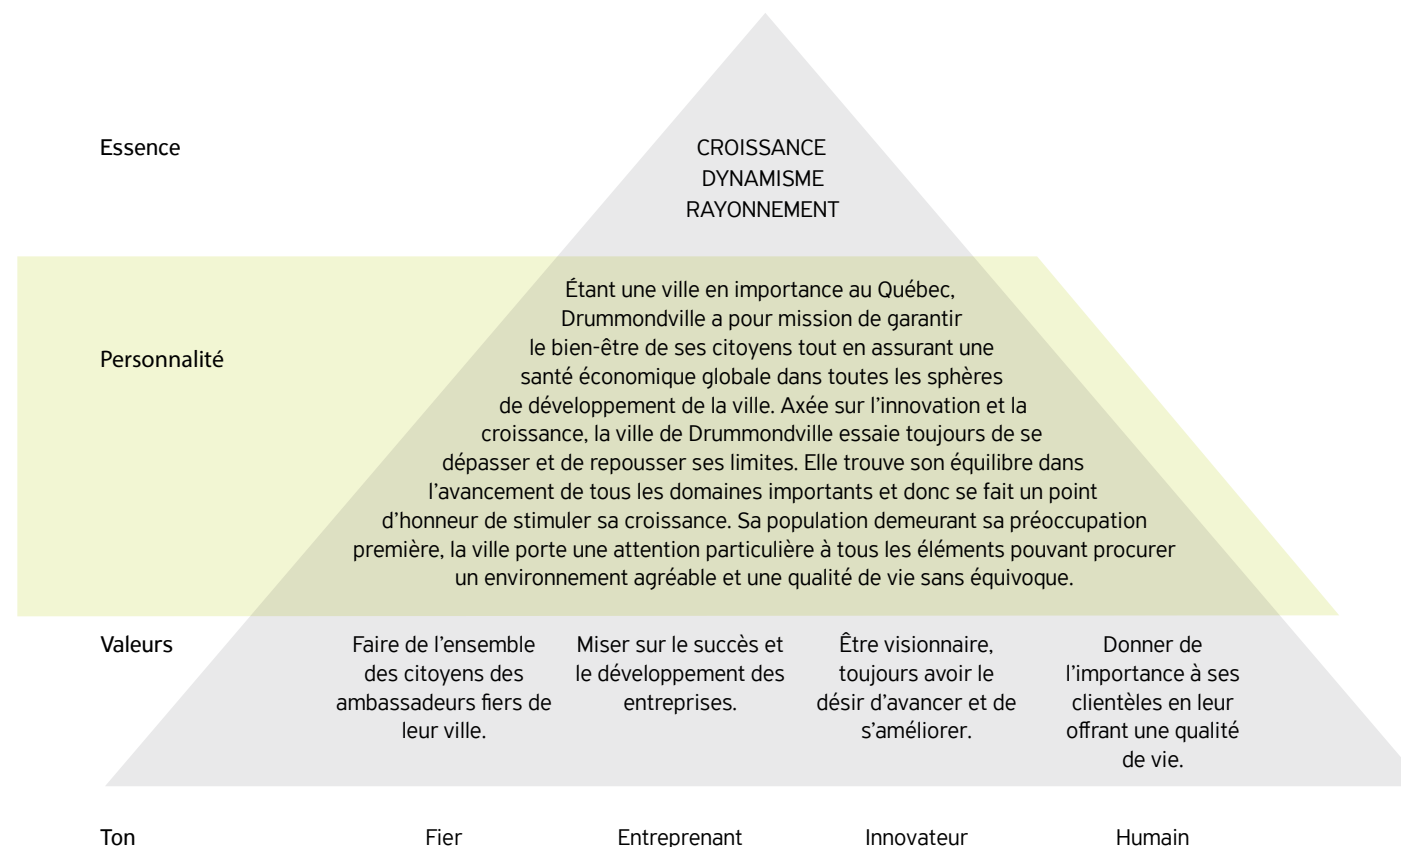 Essence
CROISSANCE
DYNAMISME
RAYONNEMENT
Personnalité
Étant une ville en importance au Québec,
Drummondville a pour mission de garantir
le bien-être de ses citoyens tout en assurant une
santé économique globale dans toutes les sphères
de développement de la ville. Axée sur l’innovation et la
croissance, la ville de Drummondville essaie toujours de se
dépasser et de repousser ses limites. Elle trouve son équilibre dans
l’avancement de tous les domaines importants et donc se fait un point
d’honneur de stimuler sa croissance. Sa population demeurant sa préoccupation
première, la ville porte une attention particulière à tous les éléments pouvant procurer
un environnement agréable et une qualité de vie sans équivoque.
Valeurs
Faire de l’ensemble
des citoyens des
ambassadeurs fiers de
leur ville.
Miser sur le succès et
le développement des
entreprises.
Être visionnaire,
toujours avoir le
désir d’avancer et de
s’améliorer.
Donner de
l’importance à ses
clientèles en leur
offrant une qualité
de vie.
Ton
Fier
Entreprenant
Innovateur
Humain